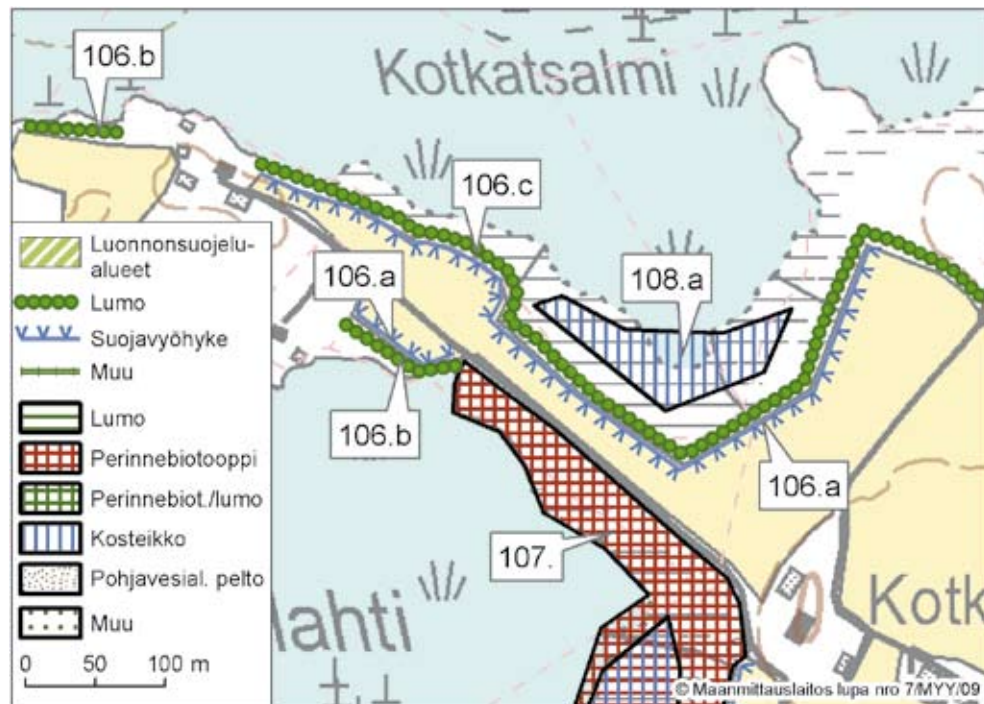 106.b
Kotkatsalmi
106.c
106.a
108.a
106.b
106.a
107.
Luonnonsuojelu-
alueet
Lumo
Suojavyöhyke
Muu
Lumo
Perinnebiotooppi
Perinnebiot./lumo
Kosteikko
Pohjavesial. pelto
Muu
0 50 100 m
lahti
Kotk
© Maanmittauslaitos lupa nro 7/MYY/09